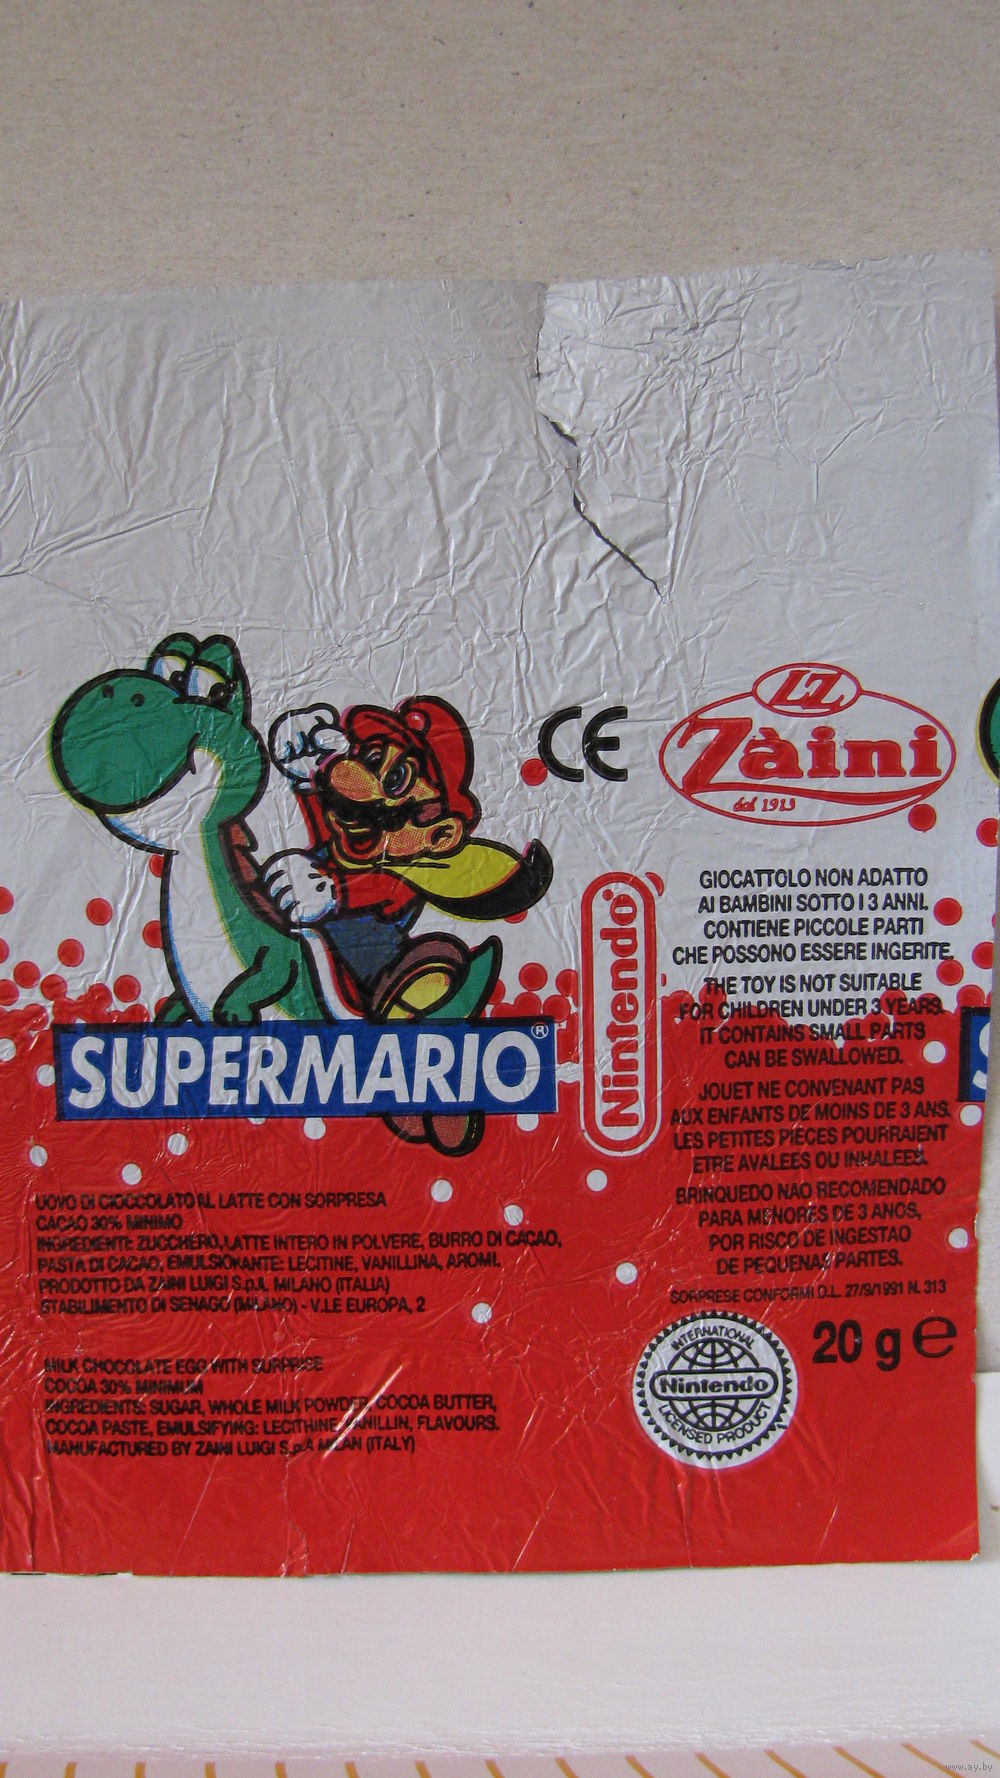 SUPERMARIO®
UOVO DI CIOCCOLATO AL LATTE CON SORPRESA
CACAO 30% MINIMO
INGREDIENTI: ZUCCHERO, LATTE INTERO IN POLVERE, BURRO DI CACAO,
PASTA DI CACAO, EMULSIONANTE: LECITINE, VANILLINA, AROMI.
PRODOTTO DA ZAINI LUIGI S.p.A. MILANO (ITALIA)
STABILIMENTO DI SENAGO (MILANO) - V.LE EUROPA, 2
MILK CHOCOLATE EGG WITH SURPRISE
COCOA 30% MINIMUM
INGREDIENTS: SUGAR, WHOLE MILK POWDER, COCOA BUTTER,
COCOA PASTE, EMULSIFYING: LECITHINE, VANILLIN, FLAVOURS.
MANUFACTURED BY ZAINI LUIGI S.p.A MILAN (ITALY)
CE
LZ
Zàini
dal 1913
Nintendo®
GIOCATTOLO NON ADATTO
AI BAMBINI SOTTO I 3 ANNI.
CONTIENE PICCOLE PARTI
CHE POSSONO ESSERE INGERITE.
THE TOY IS NOT SUITABLE
FOR CHILDREN UNDER 3 YEARS.
IT CONTAINS SMALL PARTS
CAN BE SWALLOWED.
JOUET NE CONVENANT PAS
AUX ENFANTS DE MOINS DE 3 ANS.
LES PETITES PIECES POURRAIENT
ETRE AVALEES OU INHALEES.
BRINQUEDO NAO RECOMENDADO
PARA MENORES DE 3 ANOS,
POR RISCO DE INGESTAO
DE PEQUENAS PARTES.
SORPRESE CONFORMI D.L. 27/9/1991 N. 313
INTERNATIONAL
Nintendo
LICENSED PRODUCT
20 g e
S
www.ay.by